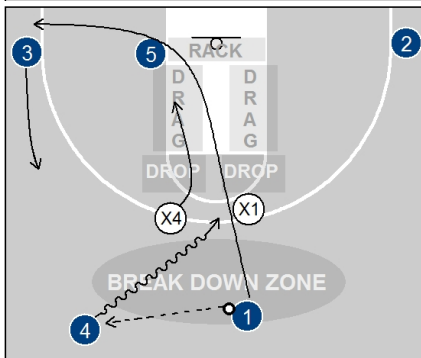 3
5
2
RACK
D D
R R
A A
G G
DROP DROP
X4 X1
BREAK DOWN ZONE
4
1